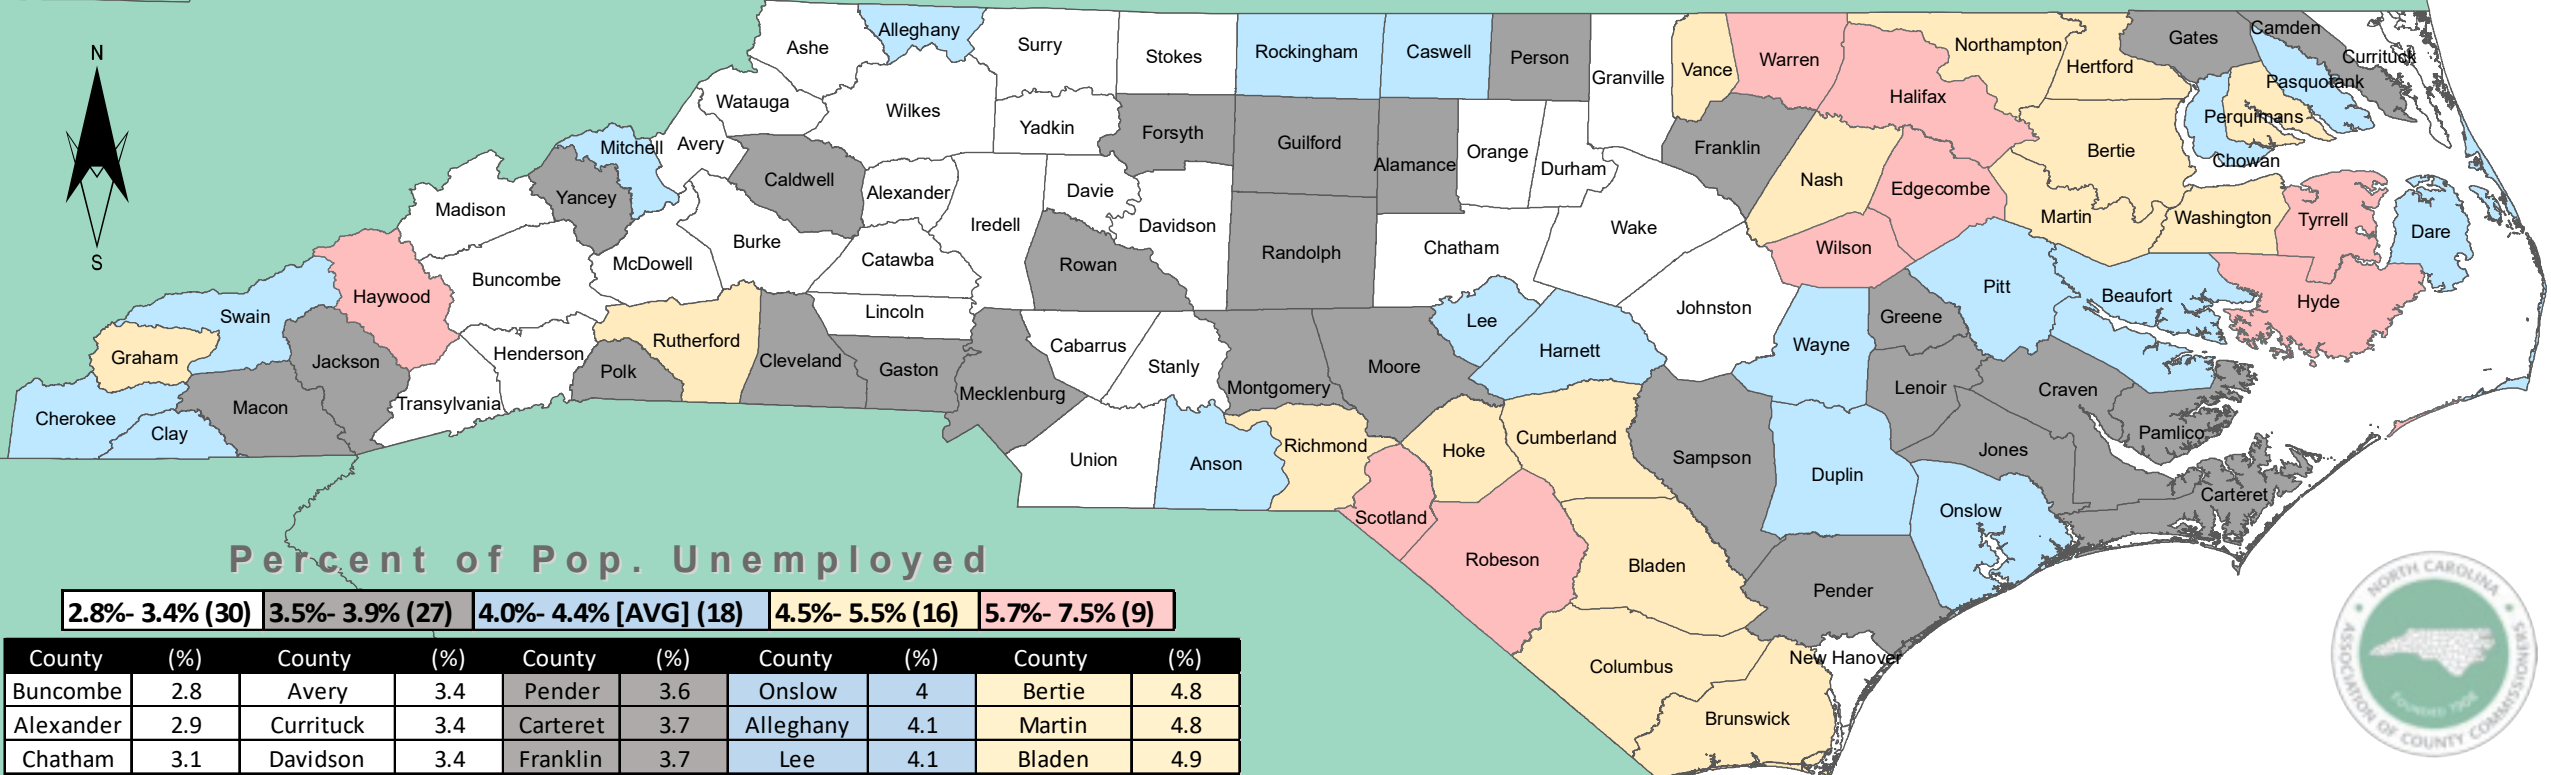 N
S
Ashe
Alleghany
Surry
Stokes
Rockingham
Caswell
Person
Granville
Vance
Warren
Halifax
Northampton
Hertford
Gates
Camden
Currituck
Pasquotank
Perquimans
Chowan
Watauga
Wilkes
Yadkin
Forsyth
Guilford
Alamance
Orange
Durham
Franklin
Nash
Edgecombe
Bertie
Martin
Washington
Tyrrell
Dare
Mitchell
Avery
Yancey
Caldwell
Alexander
Iredell
Davie
Davidson
Randolph
Chatham
Wake
Wilson
Madison
Buncombe
McDowell
Burke
Catawba
Rowan
Haywood
Swain
Graham
Jackson
Macon
Cherokee
Clay
Transylvania
Henderson
Polk
Rutherford
Cleveland
Lincoln
Gaston
Mecklenburg
Cabarrus
Stanly
Montgomery
Moore
Lee
Harnett
Johnston
Wayne
Greene
Pitt
Beaufort
Hyde
Lenoir
Craven
Pamlico
Jones
Carteret
Onslow
Duplin
Sampson
Cumberland
Hoke
Richmond
Anson
Union
Scotland
Robeson
Bladen
Pender
Columbus
New Hanover
Brunswick
Percent of Pop. Unemployed
2.8%- 3.4% (30) 3.5%- 3.9% (27) 4.0%- 4.4% [AVG] (18) 4.5%- 5.5% (16) 5.7%- 7.5% (9)
County (%) County (%) County (%) County (%) County (%)
Buncombe 2.8 Avery 3.4 Pender 3.6 Onslow 4 Bertie 4.8
Alexander 2.9 Currituck 3.4 Carteret 3.7 Alleghany 4.1 Martin 4.8
Chatham 3.1 Davidson 3.4 Franklin 3.7 Lee 4.1 Bladen 4.9
NORTH CAROLINA
ASSOCIATION OF COUNTY COMMISSIONERS